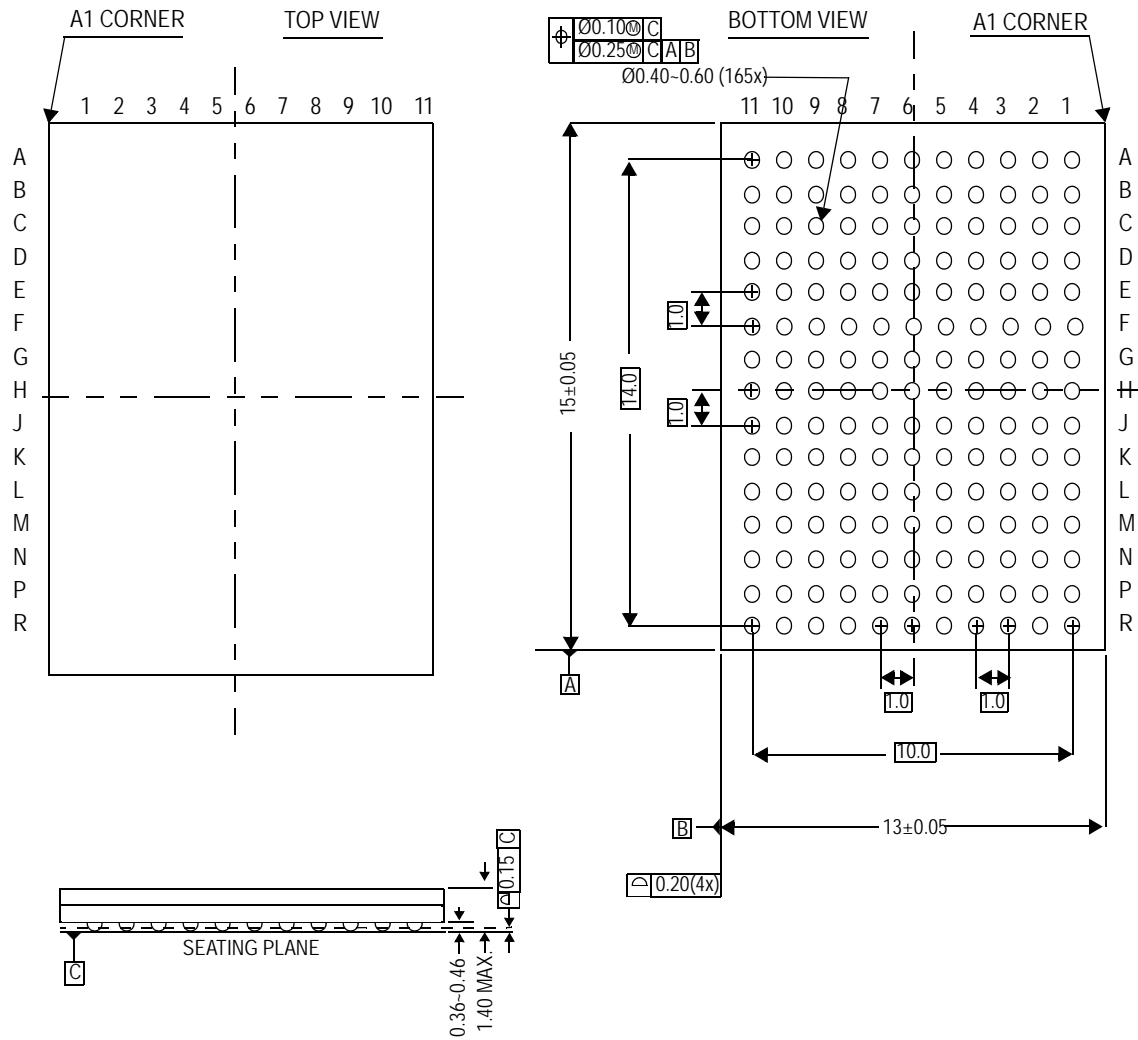 A1 CORNER
TOP VIEW
1 2 3 4 5 6 7 8 9 10 11
A
B
C
D
E
F
G
H
J
K
L
M
N
P
R
Ø0.10Ⓜ C
Ø0.25Ⓜ C A B
Ø0.40~0.60 (165x)
BOTTOM VIEW
A1 CORNER
11 10 9 8 7 6 5 4 3 2 1
A
B
C
D
E
F
G
H
J
K
L
M
N
P
R
15±0.05
14.0
1.0
1.0
A
1.0
1.0
10.0
B
13±0.05
0.20(4x)
0.15 C
SEATING PLANE
C
0.36~0.46
1.40 MAX.